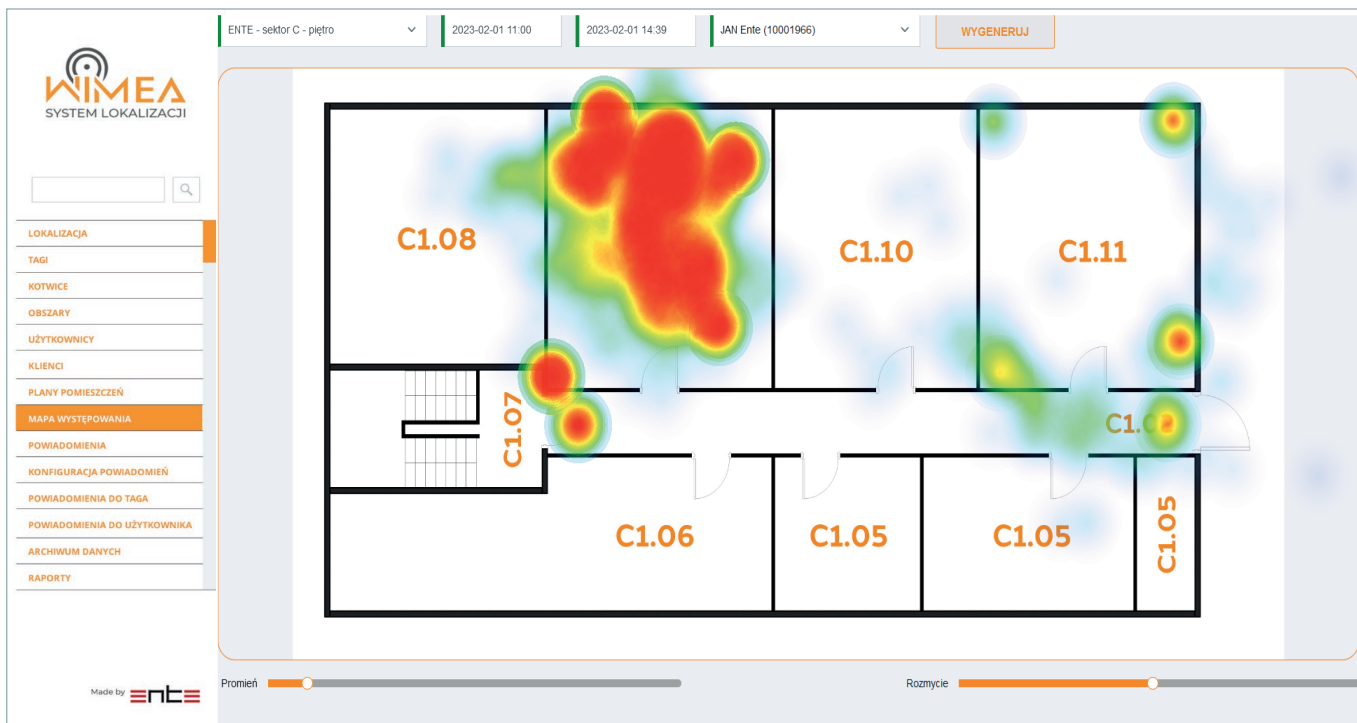 ENTE - sektor C - piętro
2023-02-01 11:00
2023-02-01 14:39
JAN Ente (10001966)
WYGENERUJ
WIMEA
SYSTEM LOKALIZACJI
LOKALIZACJA
TAGI
KOTWICE
OBSZARY
UŻYTKOWNICY
KLIENCI
PLANY POMIESZCZEŃ
MAPA WYSTĘPOWANIA
POWIADOMIENIA
KONFIGURACJA POWIADOMIEŃ
POWIADOMIENIA DO TAGA
POWIADOMIENIA DO UŻYTKOWNIKA
ARCHIWUM DANYCH
RAPORTY
Made by ente
C1.08
C1.10
C1.11
C1.07
C1.06
C1.05
C1.05
C1.05
Promień
Rozmycie